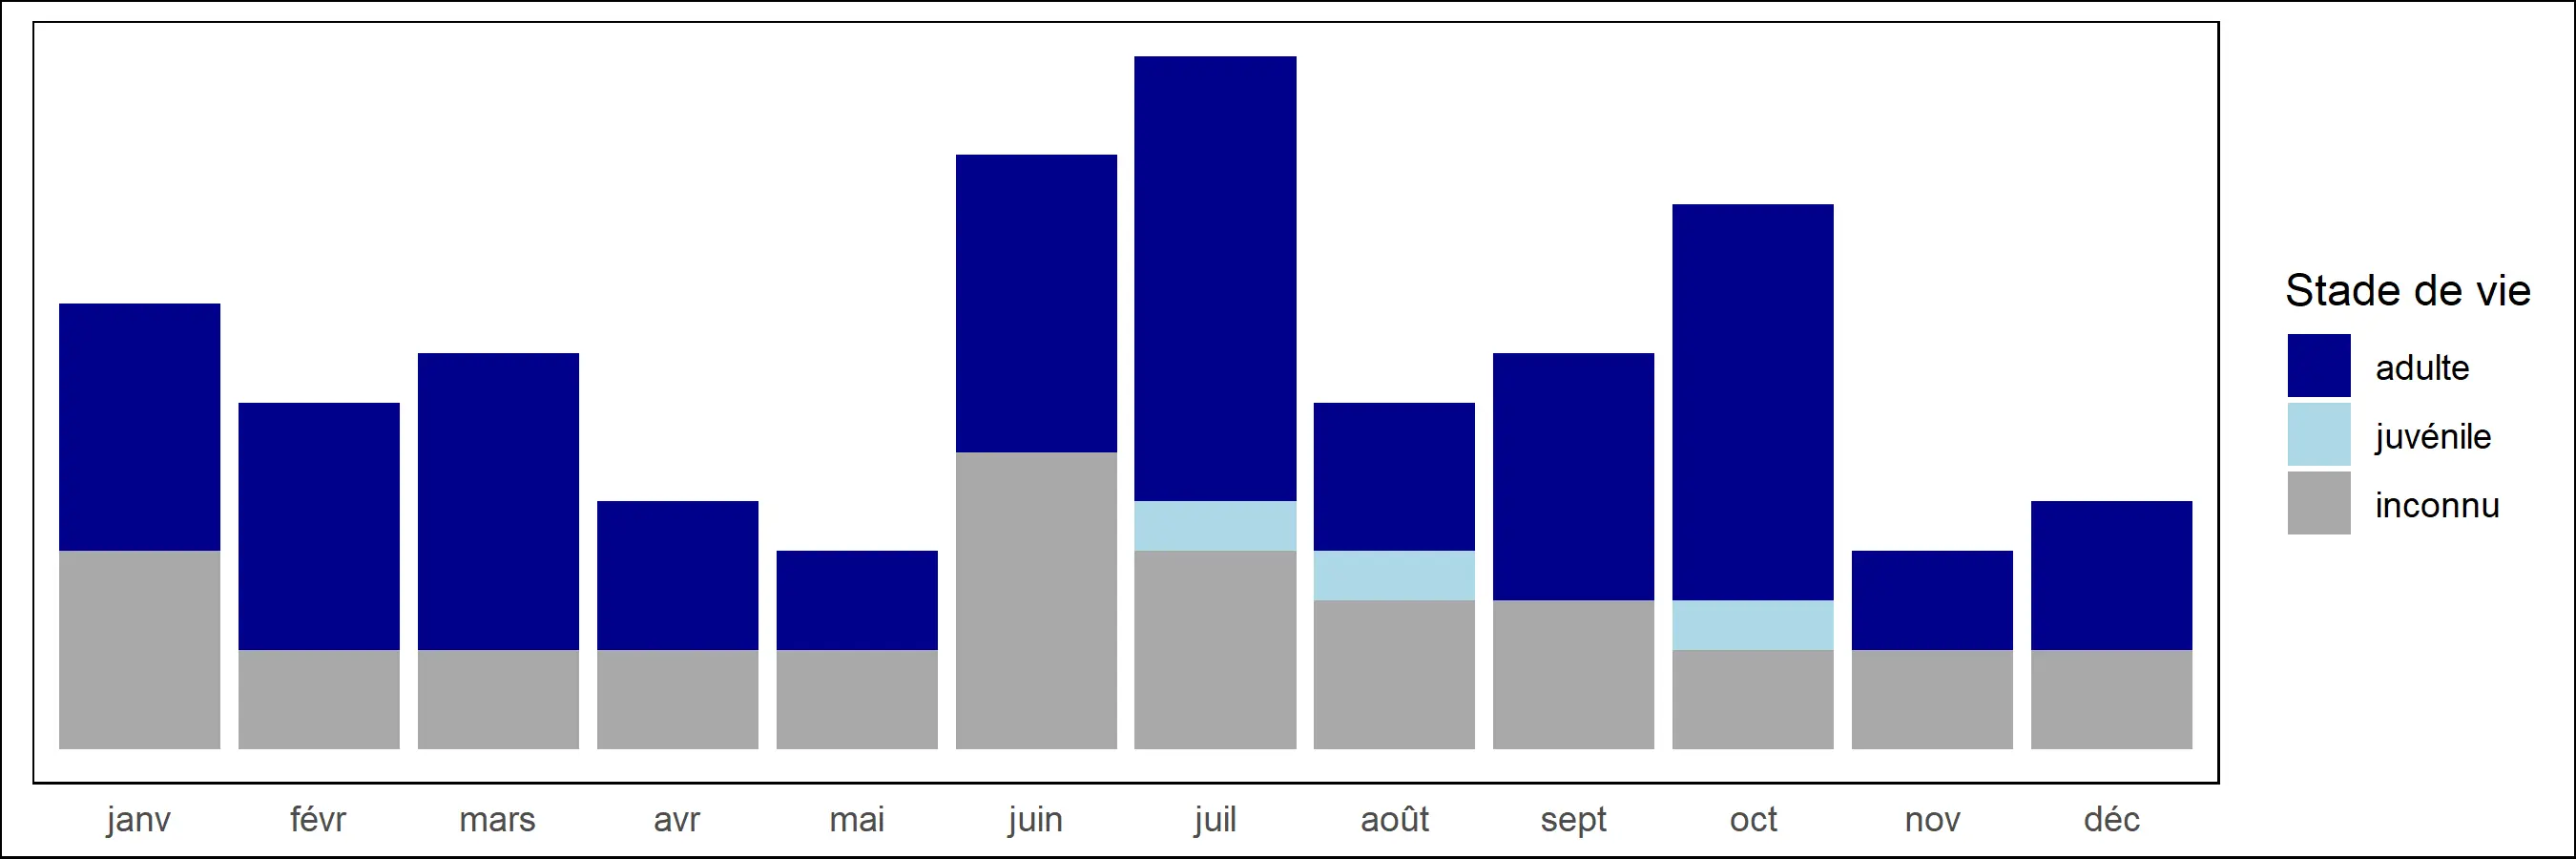 Stade de vie
adulte
juvénile
inconnu
janv févr mars avr mai juin juil août sept oct nov déc